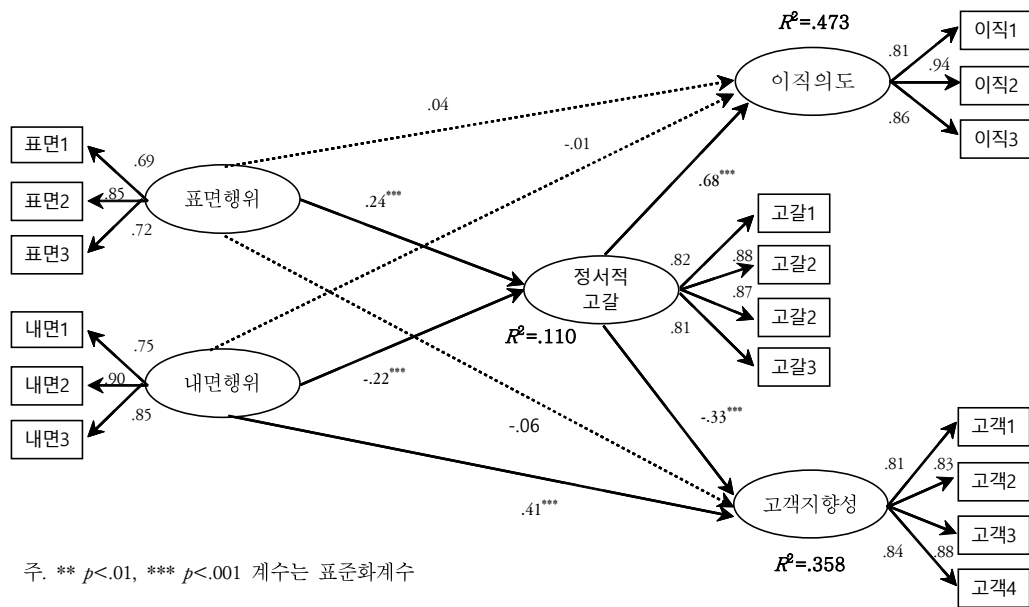 R²=.473
이직1
.81
이직의도
.94
이직2
.86
이직3
.04
-.01
표면1
.69
표면2
.85
표면행위
.72
표면3
.24***
.68***
고갈1
.82
.88
고갈2
정서적
고갈
.87
고갈2
.81
고갈3
R²=.110
내면1
.75
내면2
.90
내면행위
.85
내면3
-.22***
-.33***
-.06
.41***
고객1
.81
.83
고객2
고객지향성
고객3
.84
.88
고객4
R²=.358
주. ** p<.01, *** p<.001 계수는 표준화계수